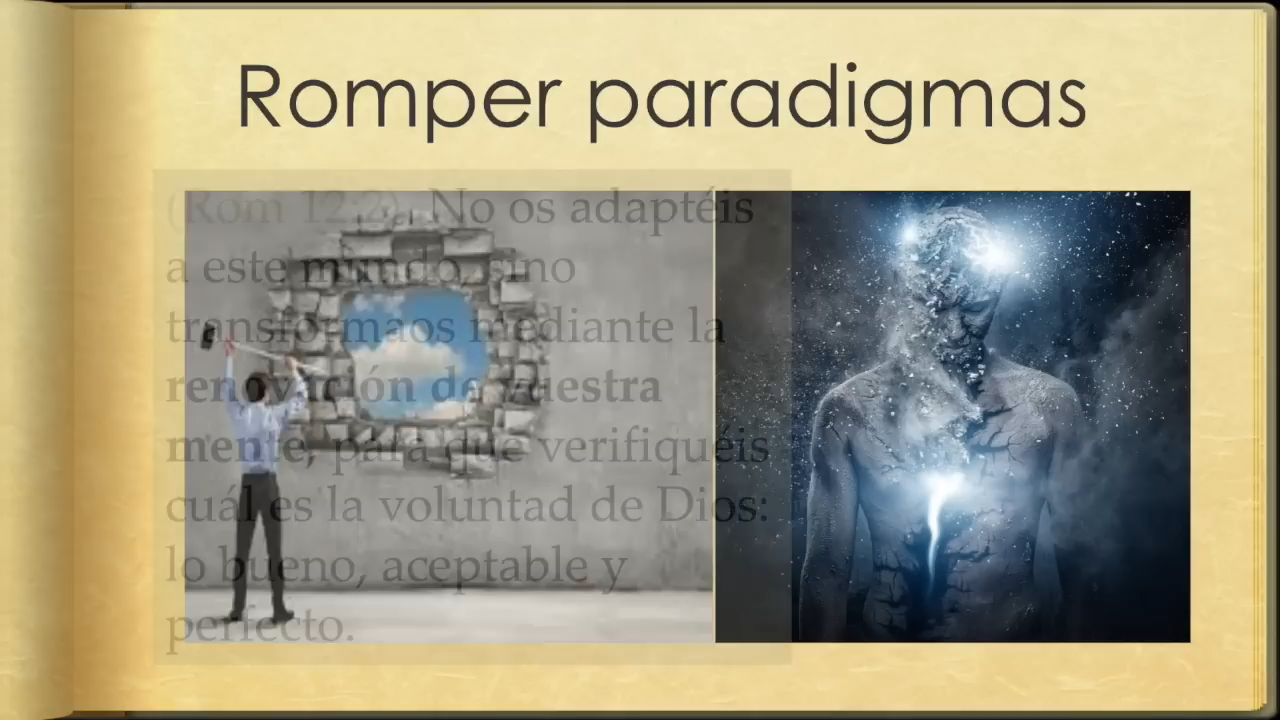 Romper paradigmas
(Rom 12:2). No os adaptéis
a este mundo, sino
transformaos mediante la
renovación de vuestra
mente, para que verifiquéis
cuál es la voluntad de Dios:
lo bueno, aceptable y
perfecto.